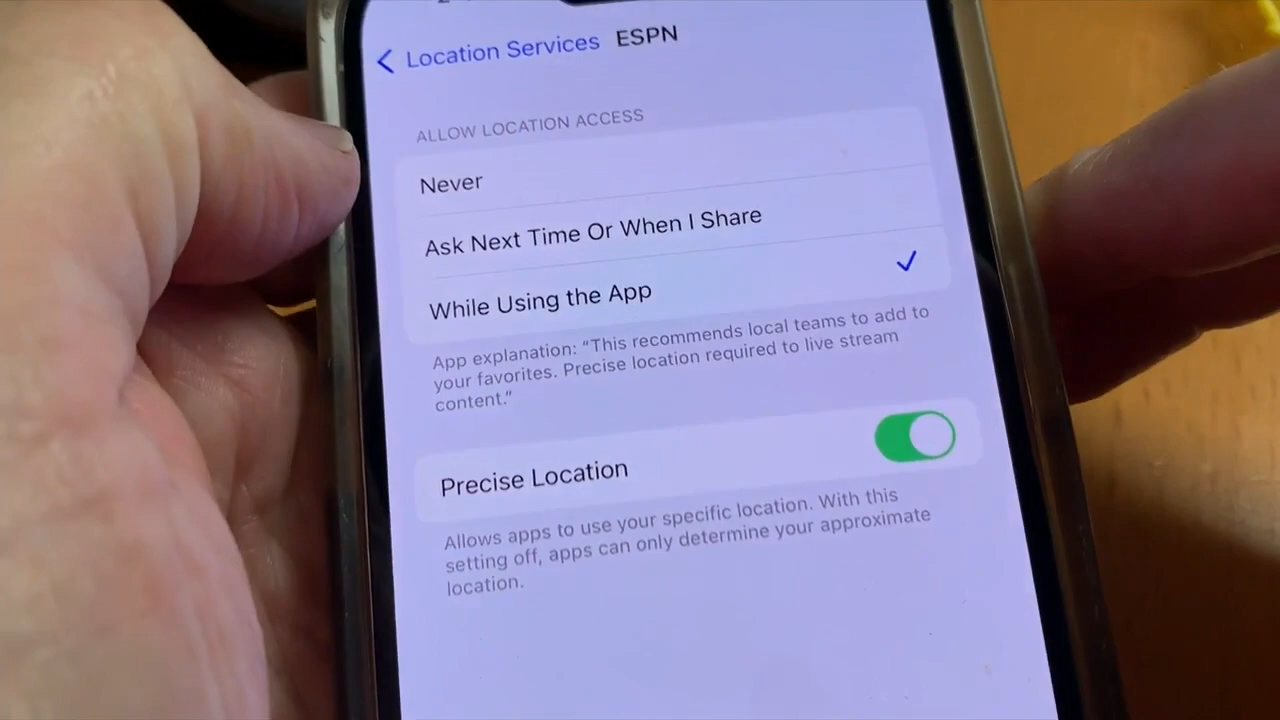 Location Services ESPN
ALLOW LOCATION ACCESS
Never
Ask Next Time Or When I Share
While Using the App
App explanation: “This recommends local teams to add to
your favorites. Precise location required to live stream
content.”
Precise Location
Allows apps to use your specific location. With this
setting off, apps can only determine your approximate
location.